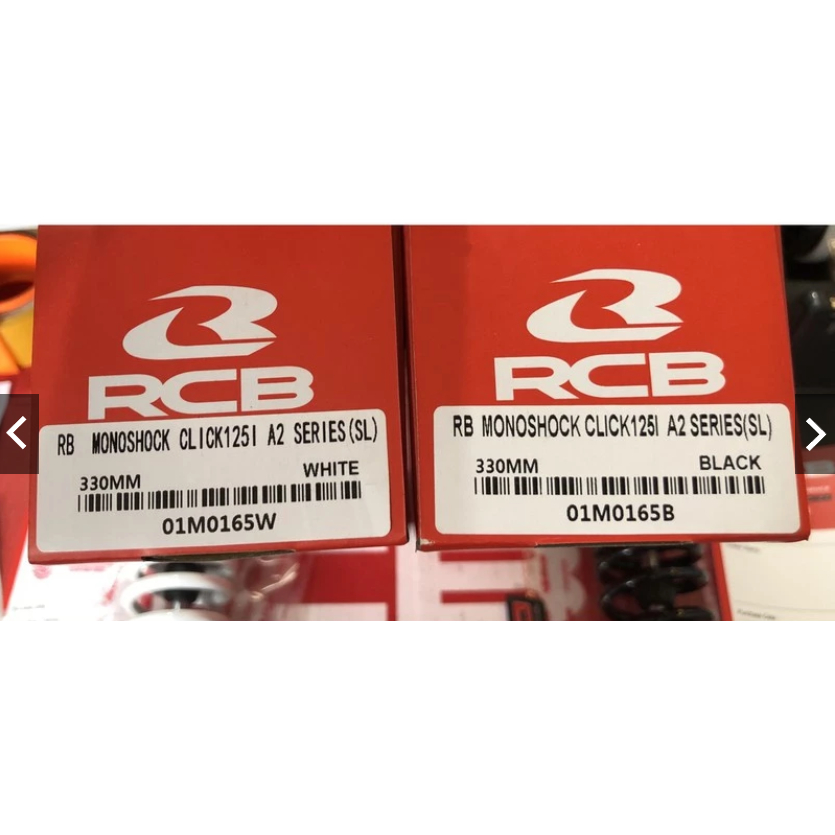 RCB
RB MONOSHOCK CLICK125I A2 SERIES(SL)
330MM WHITE
01M0165W
RCB
RB MONOSHOCK CLICK125I A2 SERIES(SL)
330MM BLACK
01M0165B